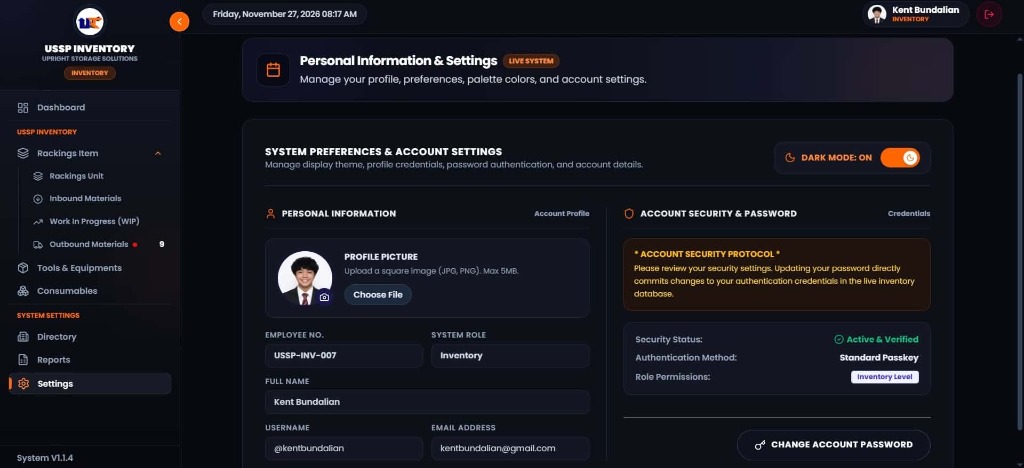 Friday, November 27, 2026 08:17 AM
Kent Bundalian
INVENTORY
USSP INVENTORY
UPRIGHT STORAGE SOLUTIONS
INVENTORY
Dashboard
USSP INVENTORY
Rackings Item
Rackings Unit
Inbound Materials
Work In Progress (WIP)
Outbound Materials 9
Tools & Equipments
Consumables
SYSTEM SETTINGS
Directory
Reports
Settings
System V1.1.4
Personal Information & Settings LIVE SYSTEM
Manage your profile, preferences, palette colors, and account settings.
SYSTEM PREFERENCES & ACCOUNT SETTINGS
Manage display theme, profile credentials, password authentication, and account details.
DARK MODE: ON
PERSONAL INFORMATION Account Profile
PROFILE PICTURE
Upload a square image (JPG, PNG). Max 5MB.
Choose File
EMPLOYEE NO. SYSTEM ROLE
USSP-INV-007 Inventory
FULL NAME
Kent Bundalian
USERNAME EMAIL ADDRESS
@kentbundalian kentbundalian@gmail.com
ACCOUNT SECURITY & PASSWORD Credentials
* ACCOUNT SECURITY PROTOCOL *
Please review your security settings. Updating your password directly
commits changes to your authentication credentials in the live inventory
database.
Security Status: Active & Verified
Authentication Method: Standard Passkey
Role Permissions: Inventory Level
CHANGE ACCOUNT PASSWORD